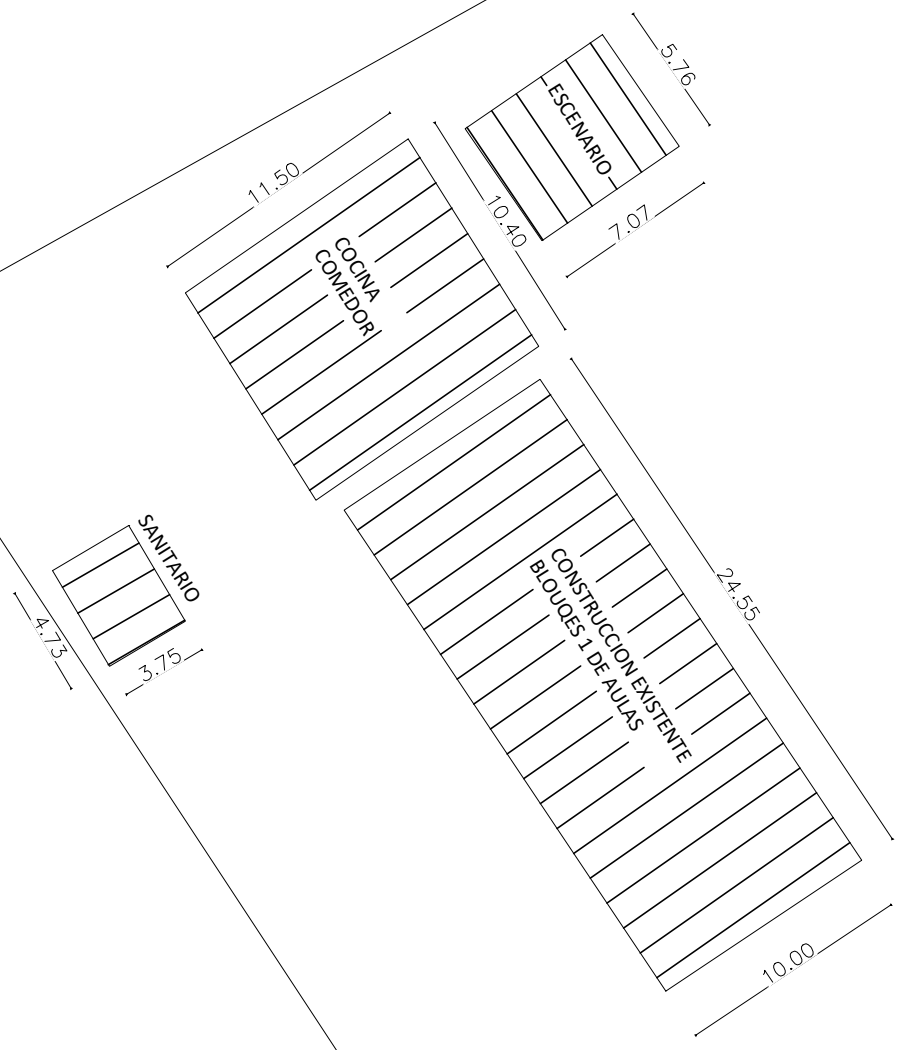 5.76
ESCENARIO
7.07
11.50
10.40
COCINA
COMEDOR
24.55
CONSTRUCCION EXISTENTE
BLOUQES 1 DE AULAS
SANITARIO
4.73
3.75
10.00